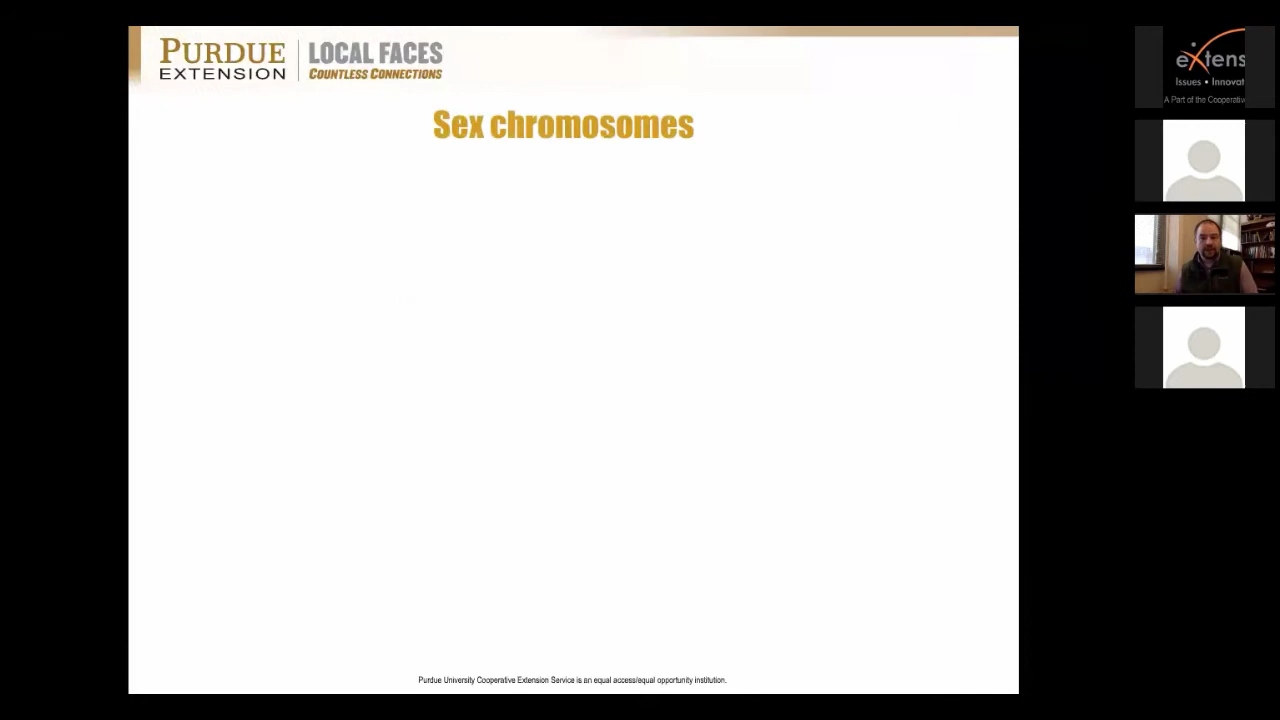 PURDUE
EXTENSION
LOCAL FACES
COUNTLESS CONNECTIONS
Sex chromosomes
Purdue University Cooperative Extension Service is an equal access/equal opportunity institution.
eXtens
Issues • Innovat
A Part of the Cooperativ